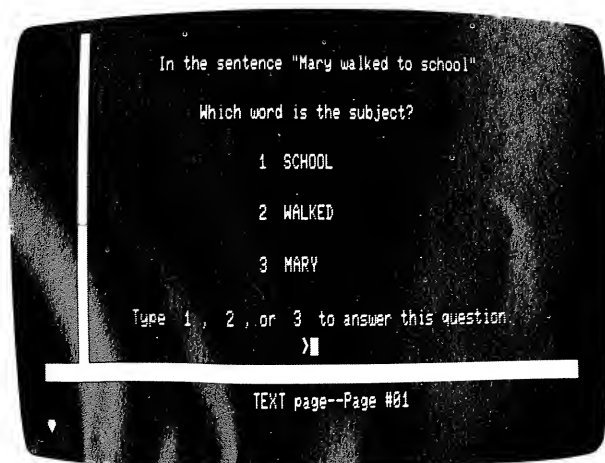 In the sentence "Mary walked to school"
Which word is the subject?
1 SCHOOL
2 WALKED
3 MARY
Type 1 , 2 , or 3 to answer this question.
>
TEXT page--Page #01